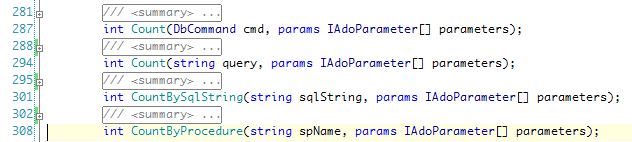 281 /// <summary> ...
287 int Count(DbCommand cmd, params IAdoParameter[] parameters);
288 /// <summary> ...
294 int Count(string query, params IAdoParameter[] parameters);
295 /// <summary> ...
301 int CountBySqlString(string sqlString, params IAdoParameter[] parameters);
302 /// <summary> ...
308 int CountByProcedure(string spName, params IAdoParameter[] parameters);